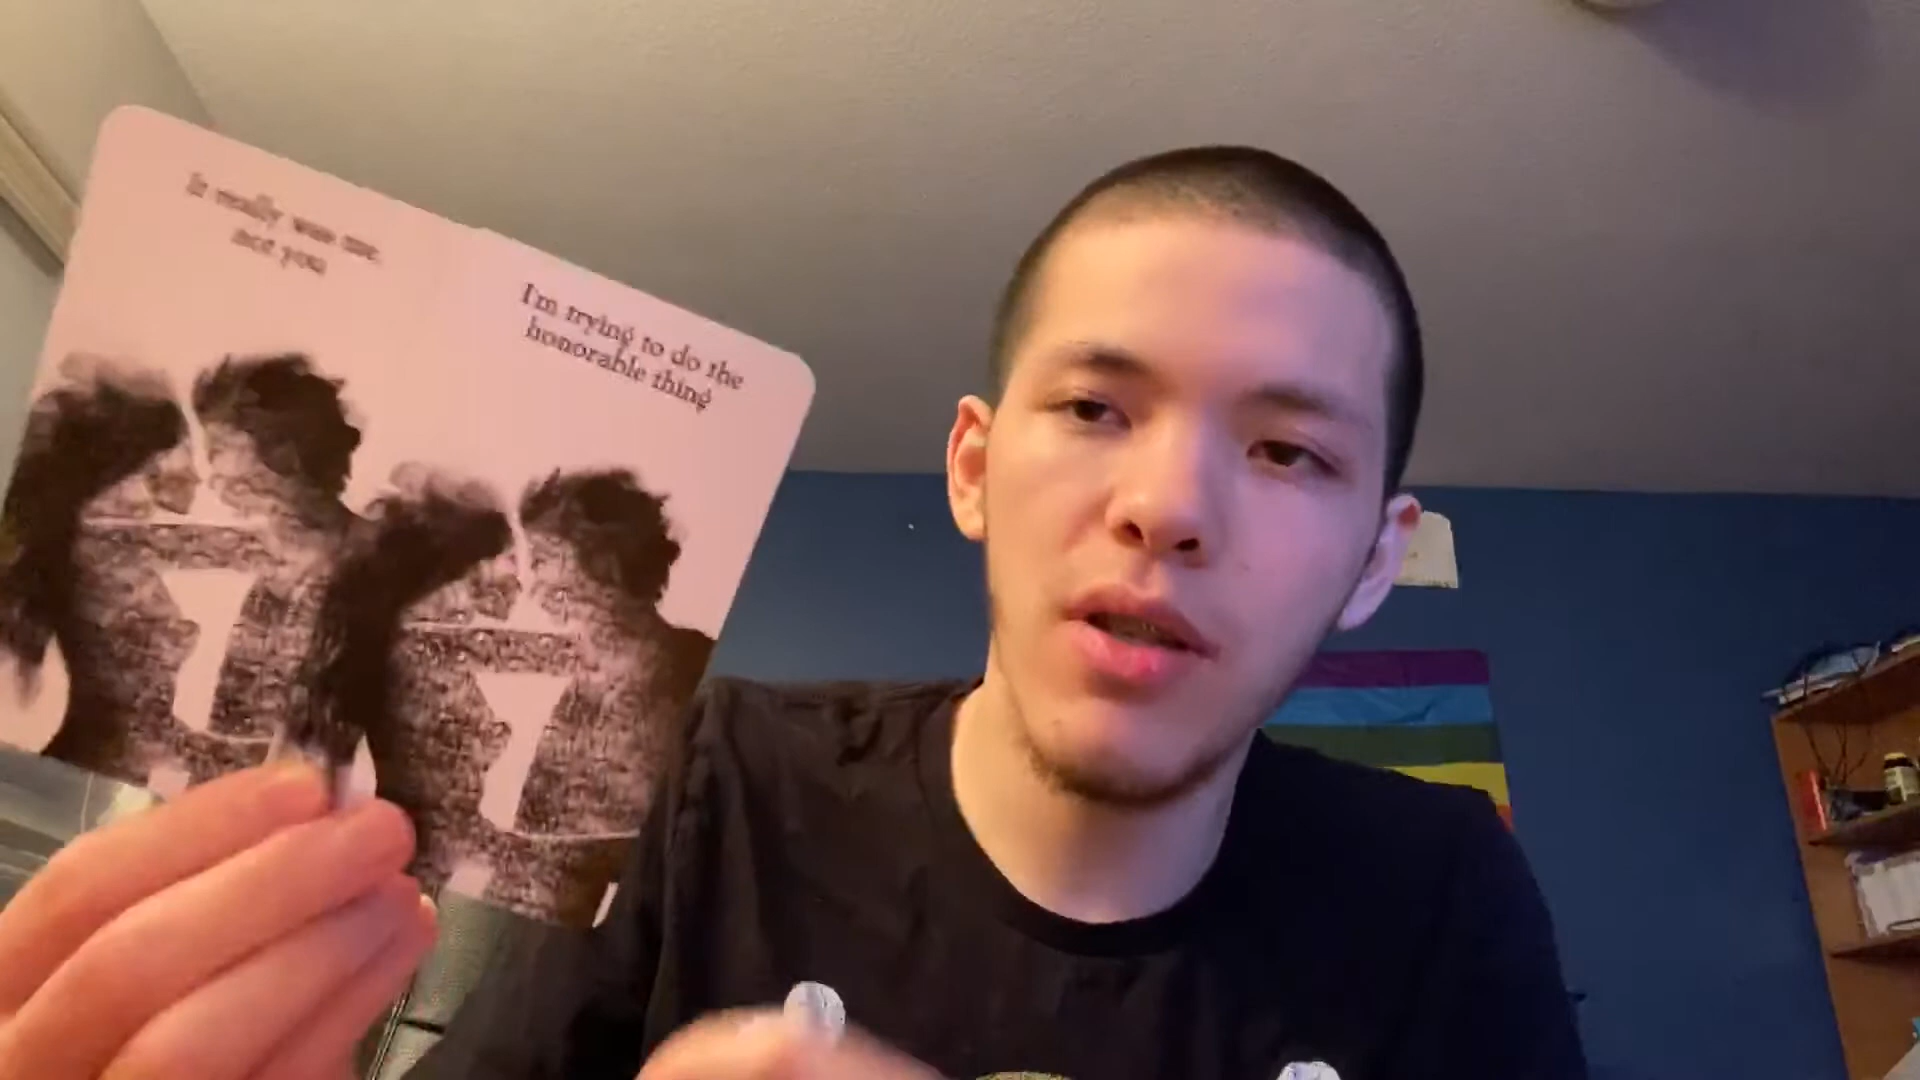 It really was me,
not you
I'm trying to do the
honorable thing